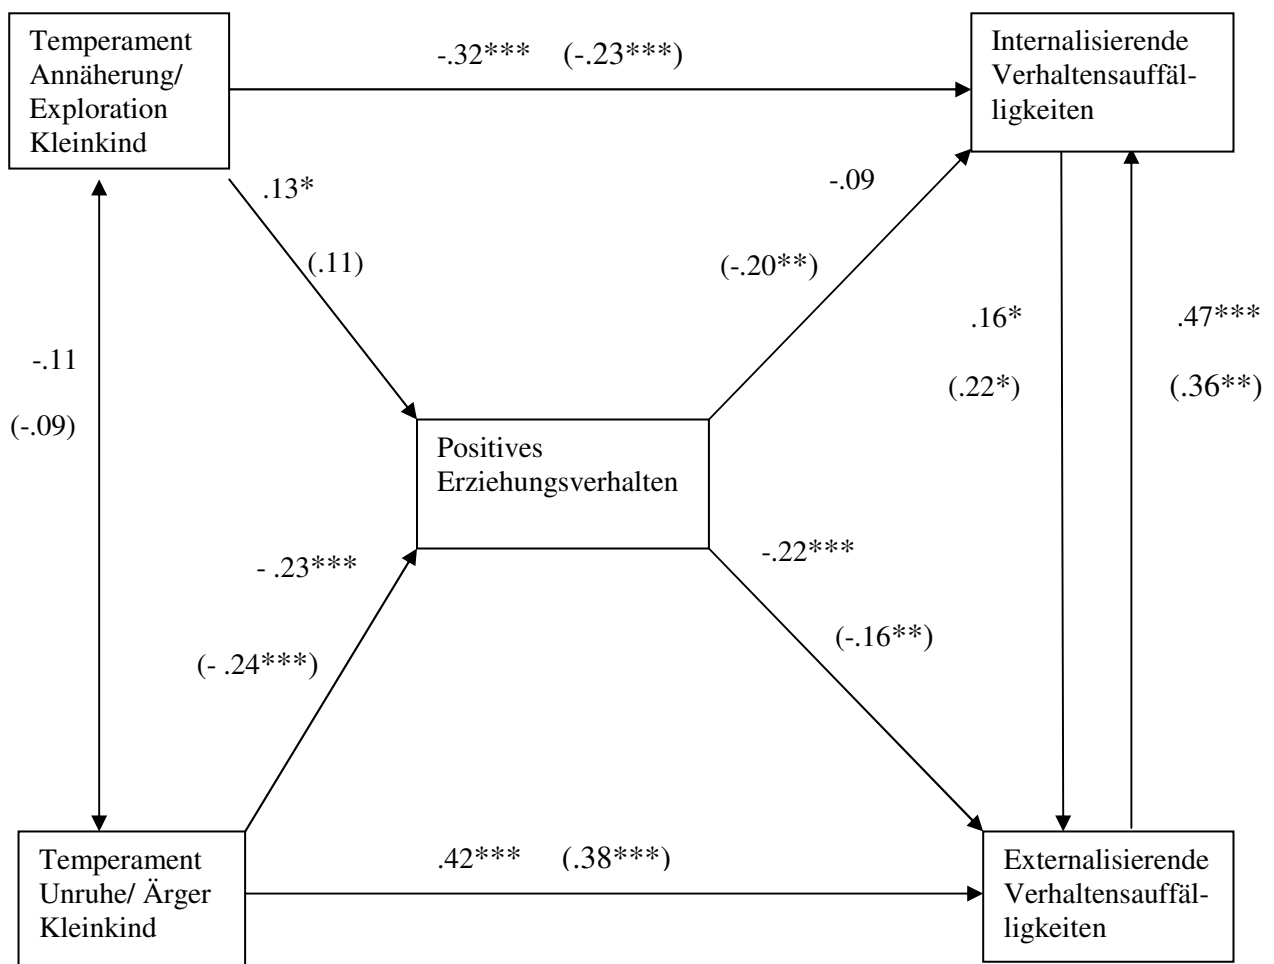 Temperament
Annäherung/
Exploration
Kleinkind
-.32*** (-.23***)
Internalisierende
Verhaltensauffäl-
ligkeiten
.13*
(.11)
-.09
(-.20**)
-.11
(-.09)
.16*
(.22*)
.47***
(.36**)
Positives
Erziehungsverhalten
- .23***
(- .24***)
-.22***
(-.16**)
Temperament
Unruhe/ Ärger
Kleinkind
.42*** (.38***)
Externalisierende
Verhaltensauffäl-
ligkeiten